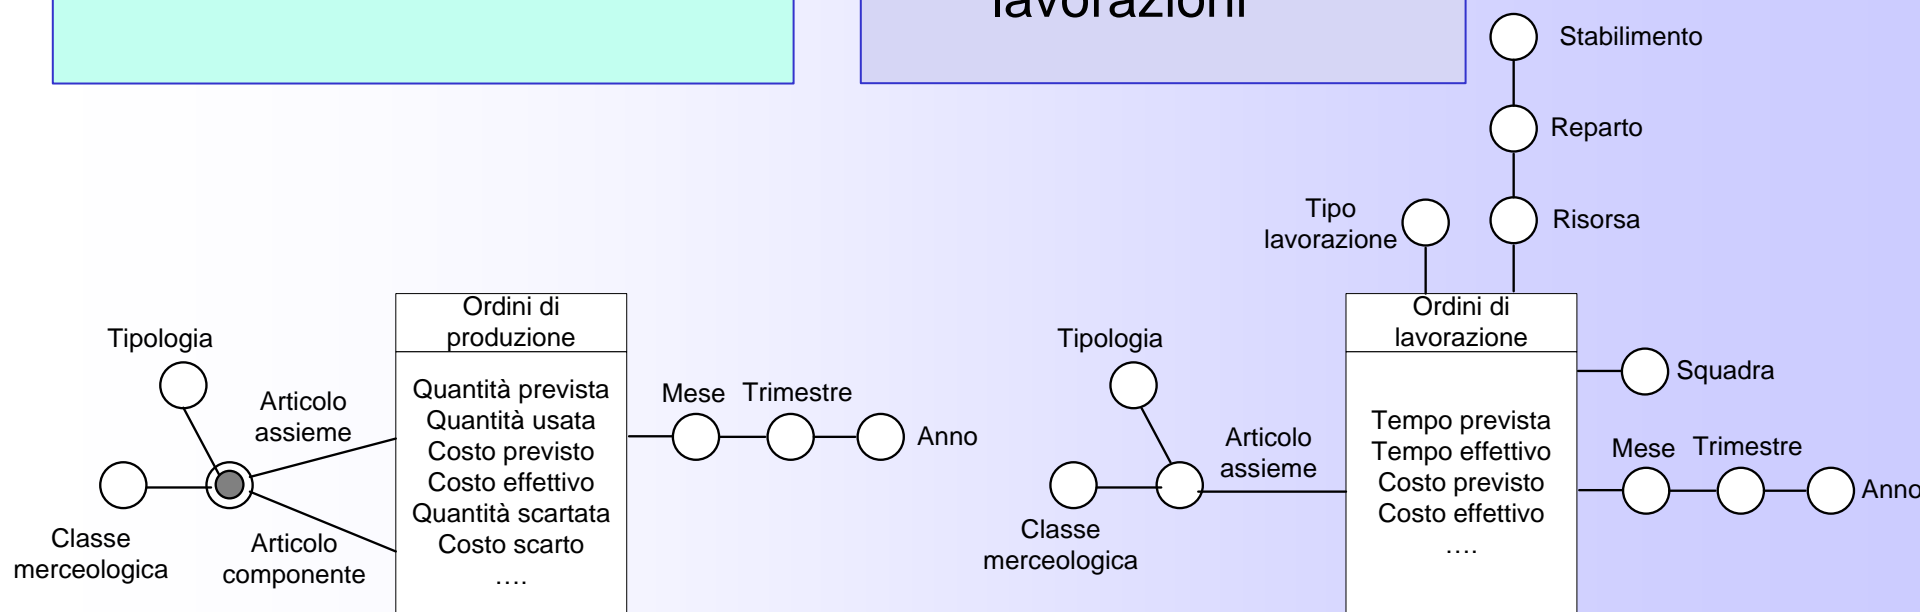 lavorazioni
Stabilimento
Reparto
Tipo
lavorazione
Risorsa
Ordini di
produzione
Tipologia
Articolo
assieme
Quantità prevista
Quantità usata
Costo previsto
Costo effettivo
Quantità scartata
Costo scarto
....
Mese
Trimestre
Anno
Classe
merceologica
Articolo
componente
Ordini di
lavorazione
Tipologia
Squadra
Articolo
assieme
Tempo prevista
Tempo effettivo
Costo previsto
Costo effettivo
....
Mese
Trimestre
Anno
Classe
merceologica